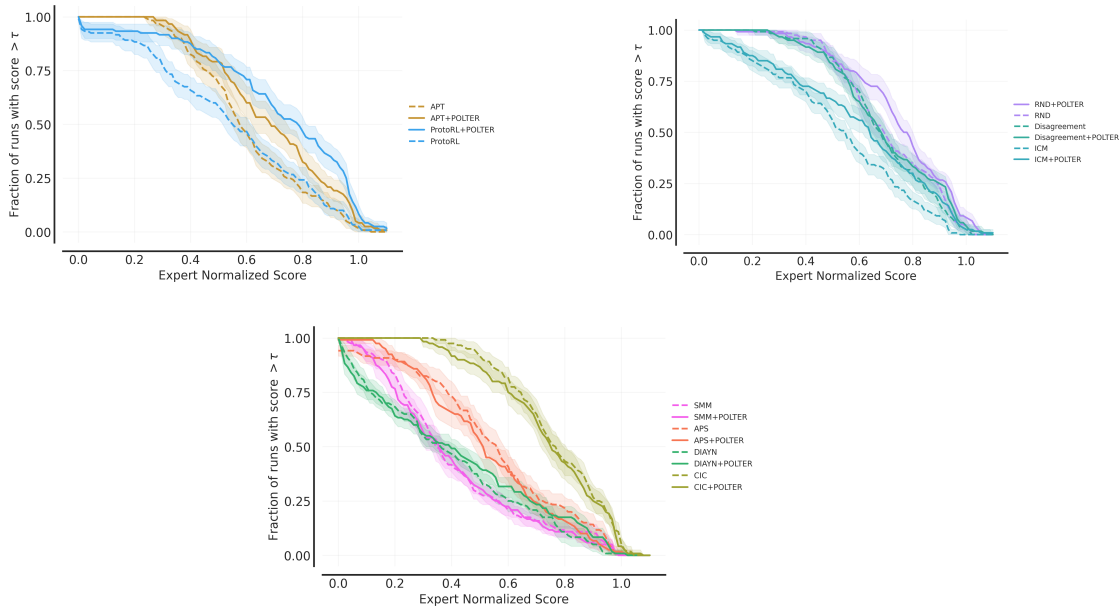 Fraction of runs with score > τ
1.00
0.75
0.50
0.25
0.00
0.0 0.2 0.4 0.6 0.8 1.0
Expert Normalized Score
APT
APT+POLTER
ProtoRL+POLTER
ProtoRL
Fraction of runs with score > τ
1.00
0.75
0.50
0.25
0.00
0.0 0.2 0.4 0.6 0.8 1.0
Expert Normalized Score
RND+POLTER
RND
Disagreement
Disagreement+POLTER
ICM
ICM+POLTER
Fraction of runs with score > τ
1.00
0.75
0.50
0.25
0.00
0.0 0.2 0.4 0.6 0.8 1.0
Expert Normalized Score
SMM
SMM+POLTER
APS
APS+POLTER
DIAYN
DIAYN+POLTER
CIC
CIC+POLTER